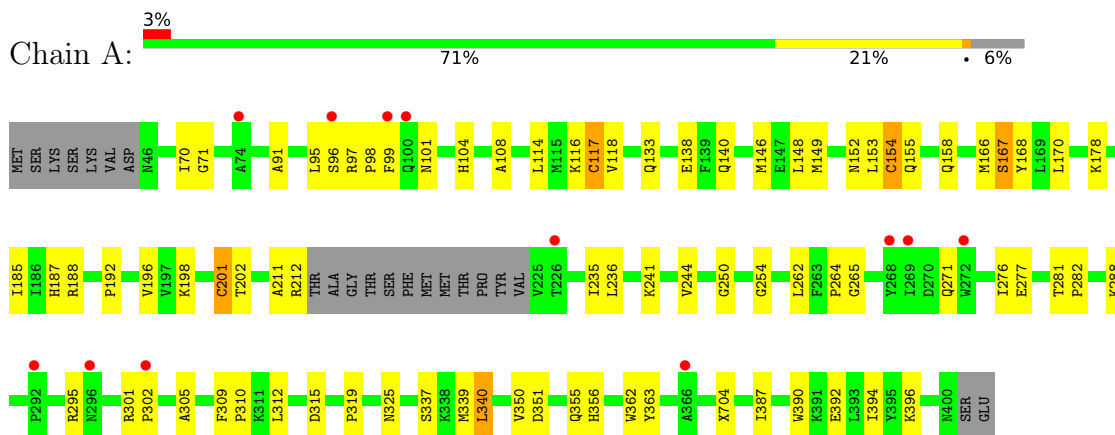 3%
Chain A:
71% 21% • 6%
MET SER LYS SER LYS VAL ASP N46 I70 G71 A74 A91 L95 S96 R97 P98 F99 Q100 N101 H104 A108 L114 M115 K116 C117 V118 Q133 E138 F139 Q140 M146 E147 L148 M149 N152 L153 C154 Q155 Q158 M166 S167 Y168 L169 L170 K178
I185 I186 H187 R188 P192 V196 V197 K198 C201 T202 A211 R212 THR ALA GLY THR SER PHE MET MET THR PRO TYR VAL V225 T226 I235 L236 K241 V244 G250 G254 L262 F263 P264 G265 Y268 I269 D270 Q271 W272 I276 E277 T281 P282 K288
P292 R295 N296 R301 P302 A305 F309 P310 K311 L312 D315 P319 N325 S337 K338 M339 L340 V350 D351 Q355 H356 W362 Y363 A366 X704 I387 W390 K391 E392 L393 I394 Y395 K396 N400 SER GLU